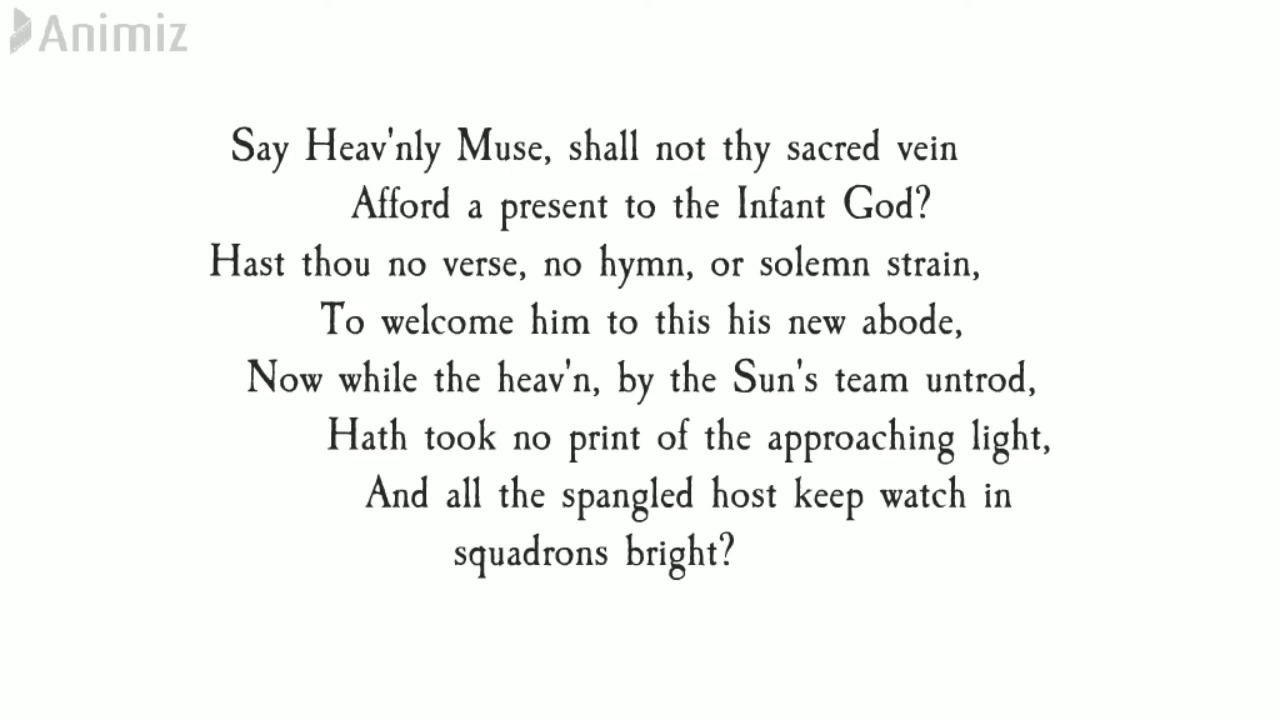 Animiz
Say Heav'nly Muse, shall not thy sacred vein
Afford a present to the Infant God?
Hast thou no verse, no hymn, or solemn strain,
To welcome him to this his new abode,
Now while the heav'n, by the Sun's team untrod,
Hath took no print of the approaching light,
And all the spangled host keep watch in
squadrons bright?